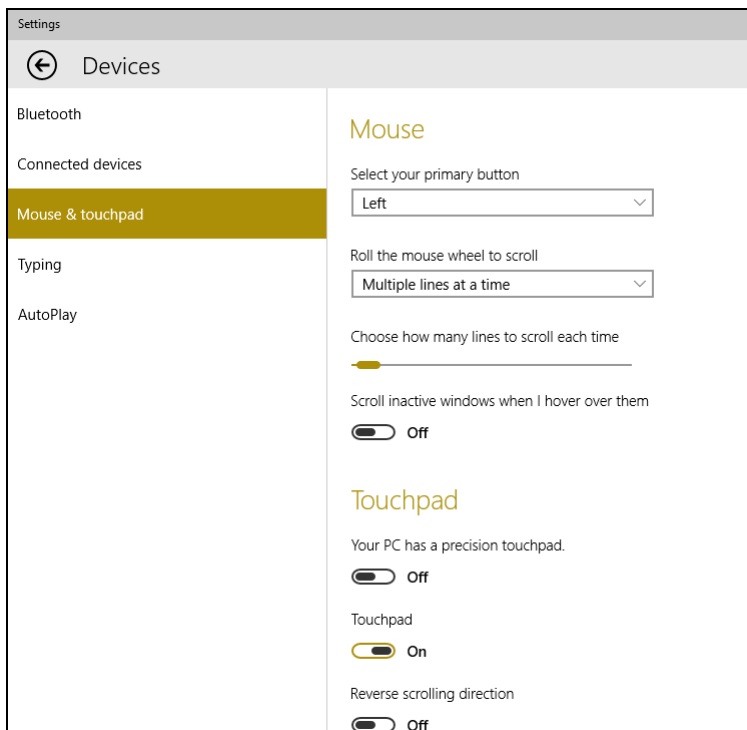 Settings
Devices
Bluetooth
Connected devices
Mouse & touchpad
Typing
AutoPlay
Mouse
Select your primary button
Left
Roll the mouse wheel to scroll
Multiple lines at a time
Choose how many lines to scroll each time
Scroll inactive windows when I hover over them
Off
Touchpad
Your PC has a precision touchpad.
Off
Touchpad
On
Reverse scrolling direction
Off